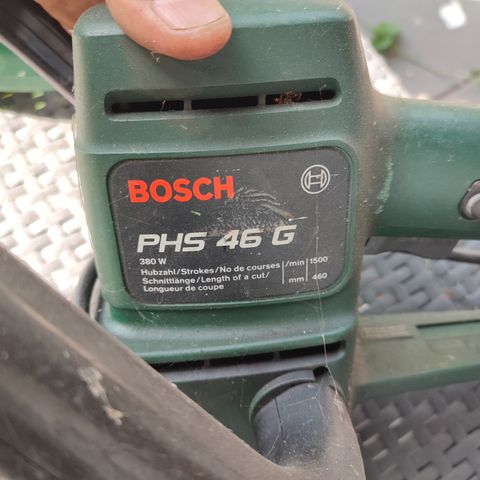 BOSCH
PHS 46 G
380 W
Hubzahl/Strokes/No de courses /min 1500
Schnittlänge/Length of a cut/ mm 460
Longueur de coupe